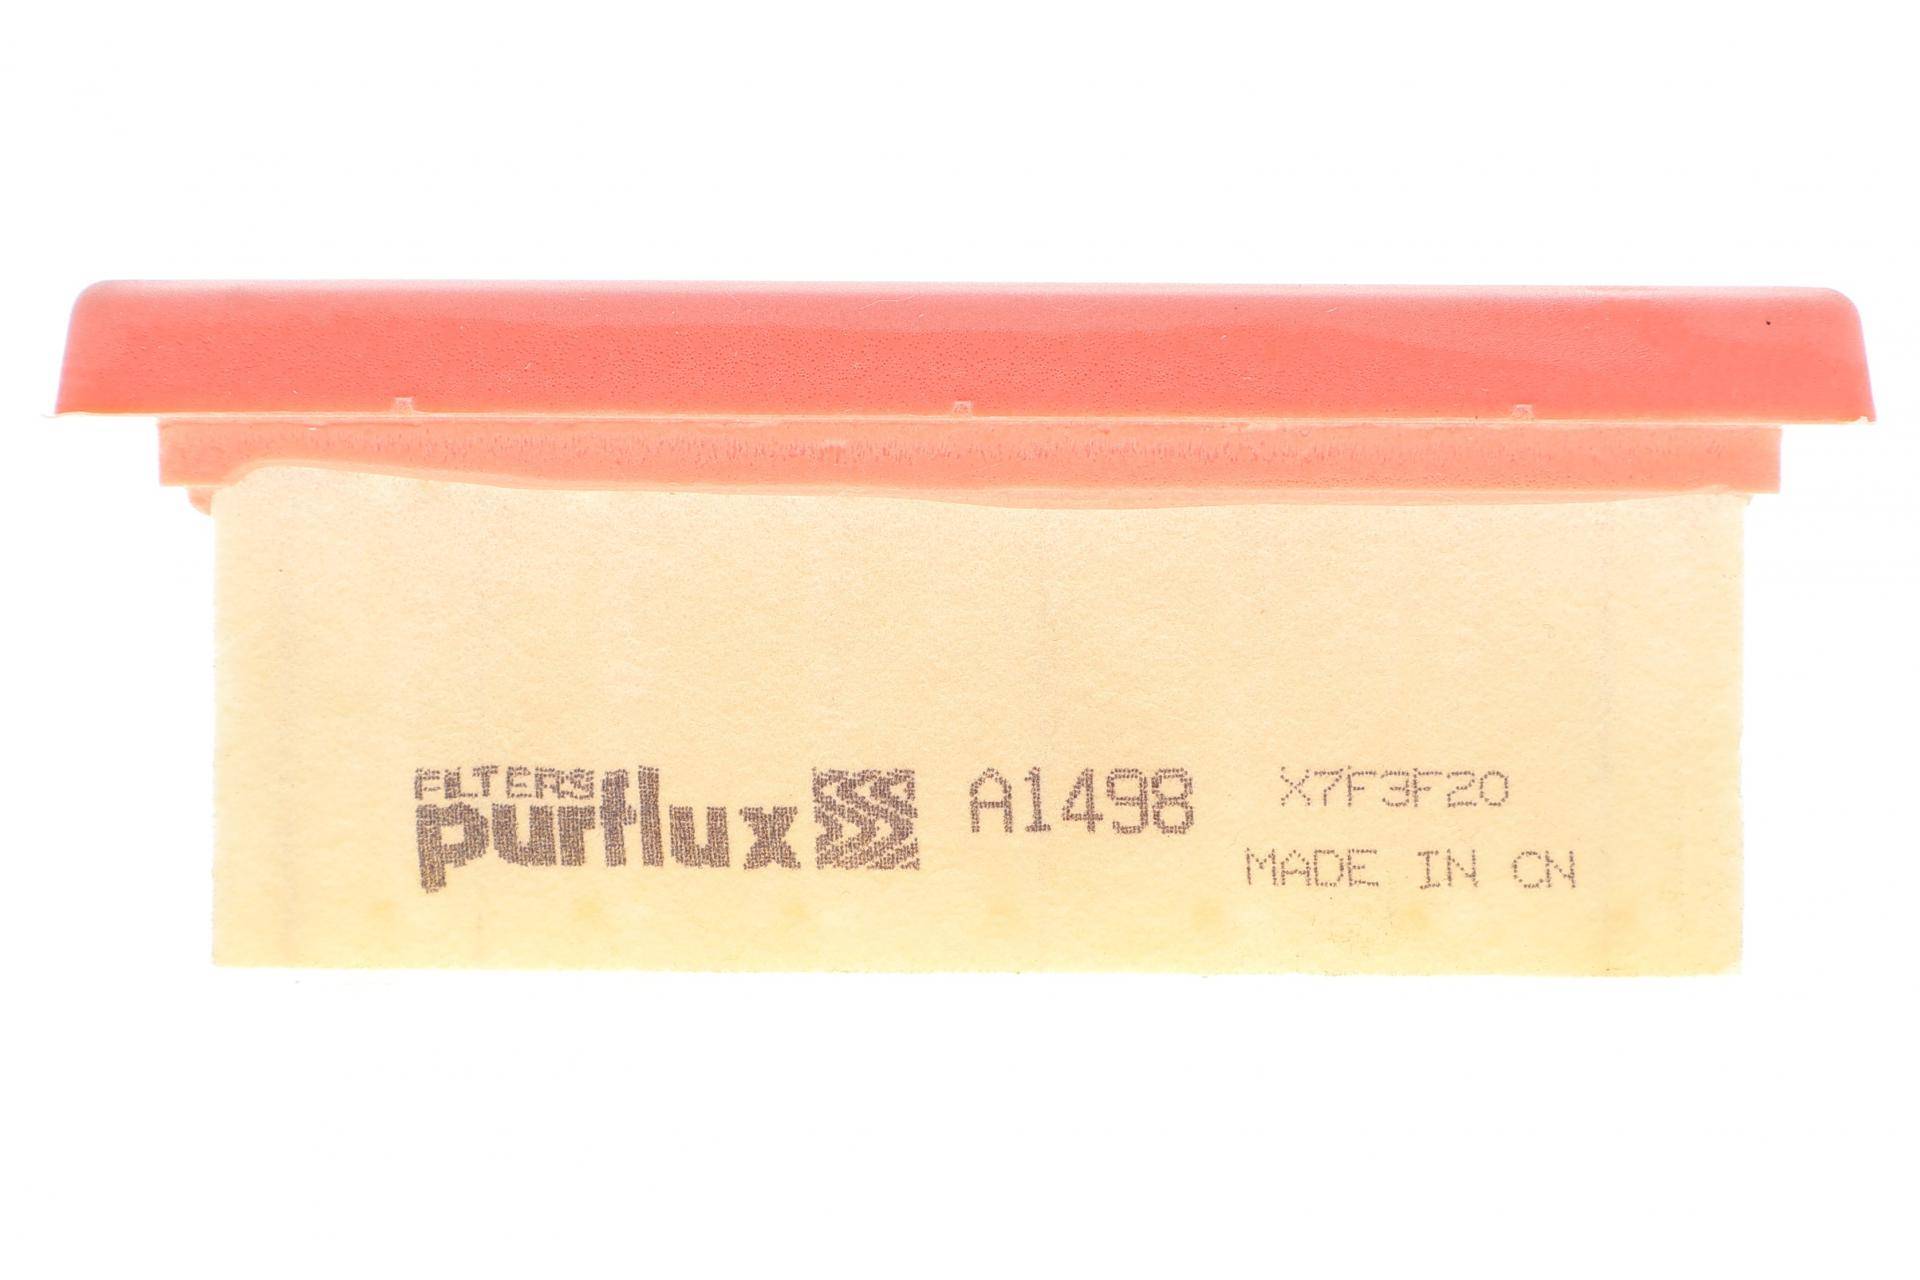 FILTERS
purflux A1498 X7F3F20
MADE IN CN